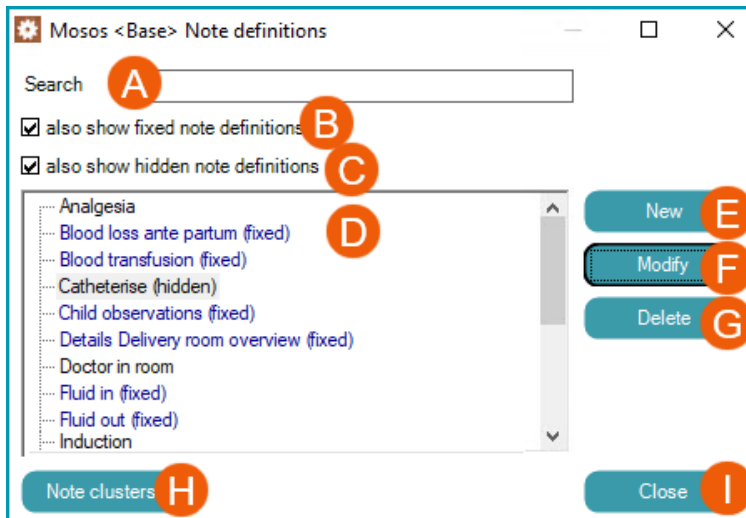 Mosos <Base> Note definitions
Search A
also show fixed note definitions B
also show hidden note definitions C
D
Analgesia
Blood loss ante partum (fixed)
Blood transfusion (fixed)
Catheterise (hidden)
Child observations (fixed)
Details Delivery room overview (fixed)
Doctor in room
Fluid in (fixed)
Fluid out (fixed)
Induction
New E
Modify F
Delete G
Note clusters H
Close I